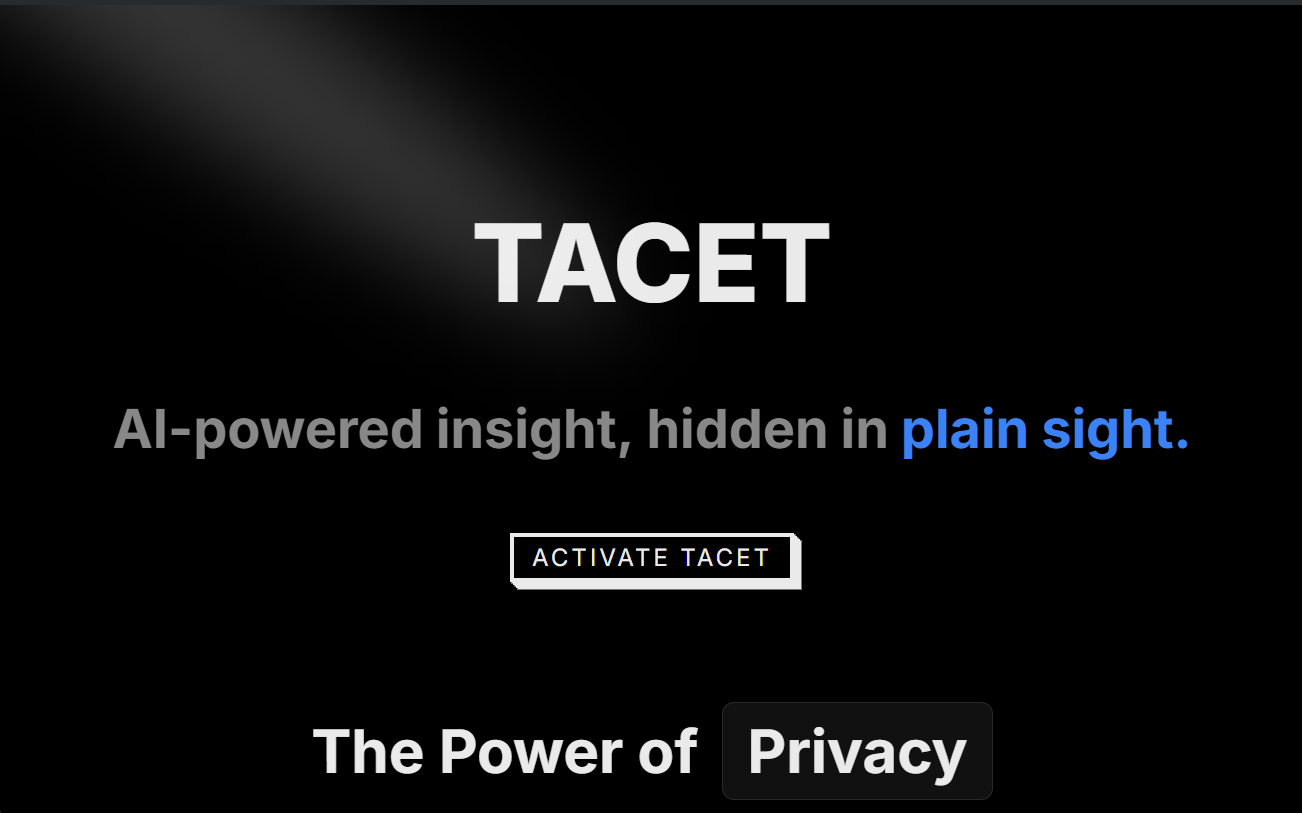 TACET
AI-powered insight, hidden in plain sight.
ACTIVATE TACET
The Power of Privacy